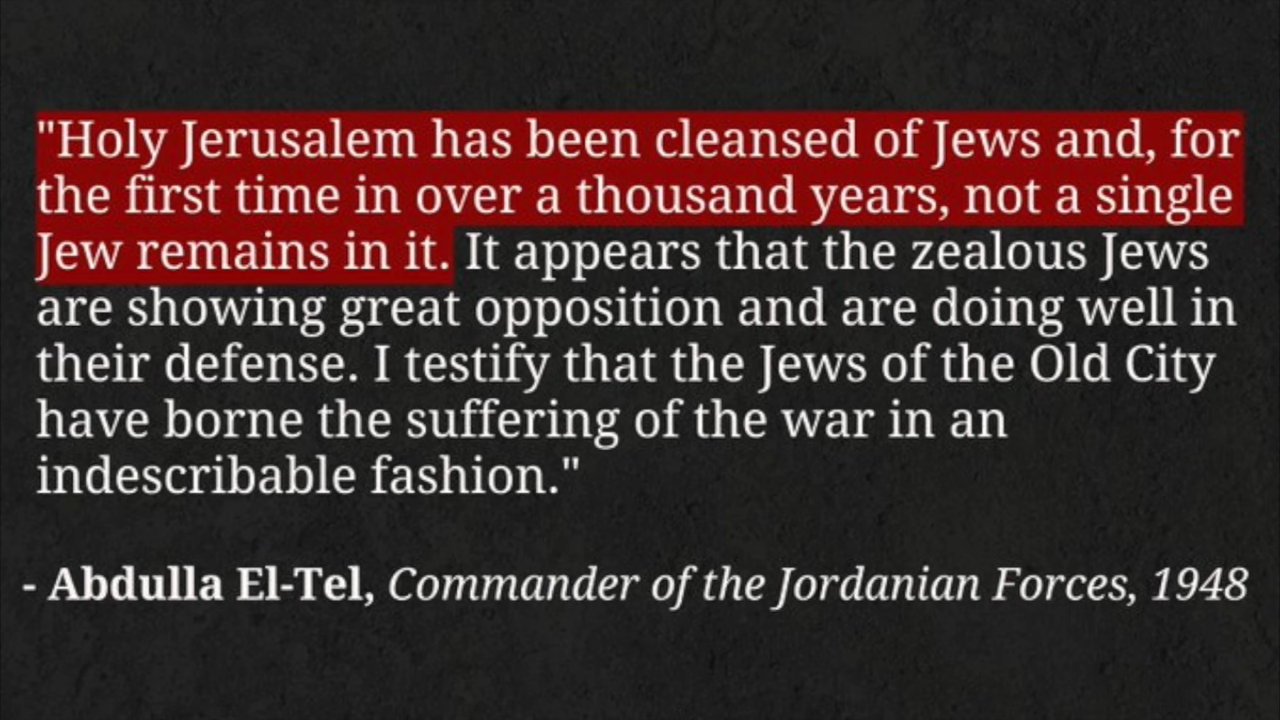 "Holy Jerusalem has been cleansed of Jews and, for
the first time in over a thousand years, not a single
Jew remains in it. It appears that the zealous Jews
are showing great opposition and are doing well in
their defense. I testify that the Jews of the Old City
have borne the suffering of the war in an
indescribable fashion."
- Abdulla El-Tel, Commander of the Jordanian Forces, 1948